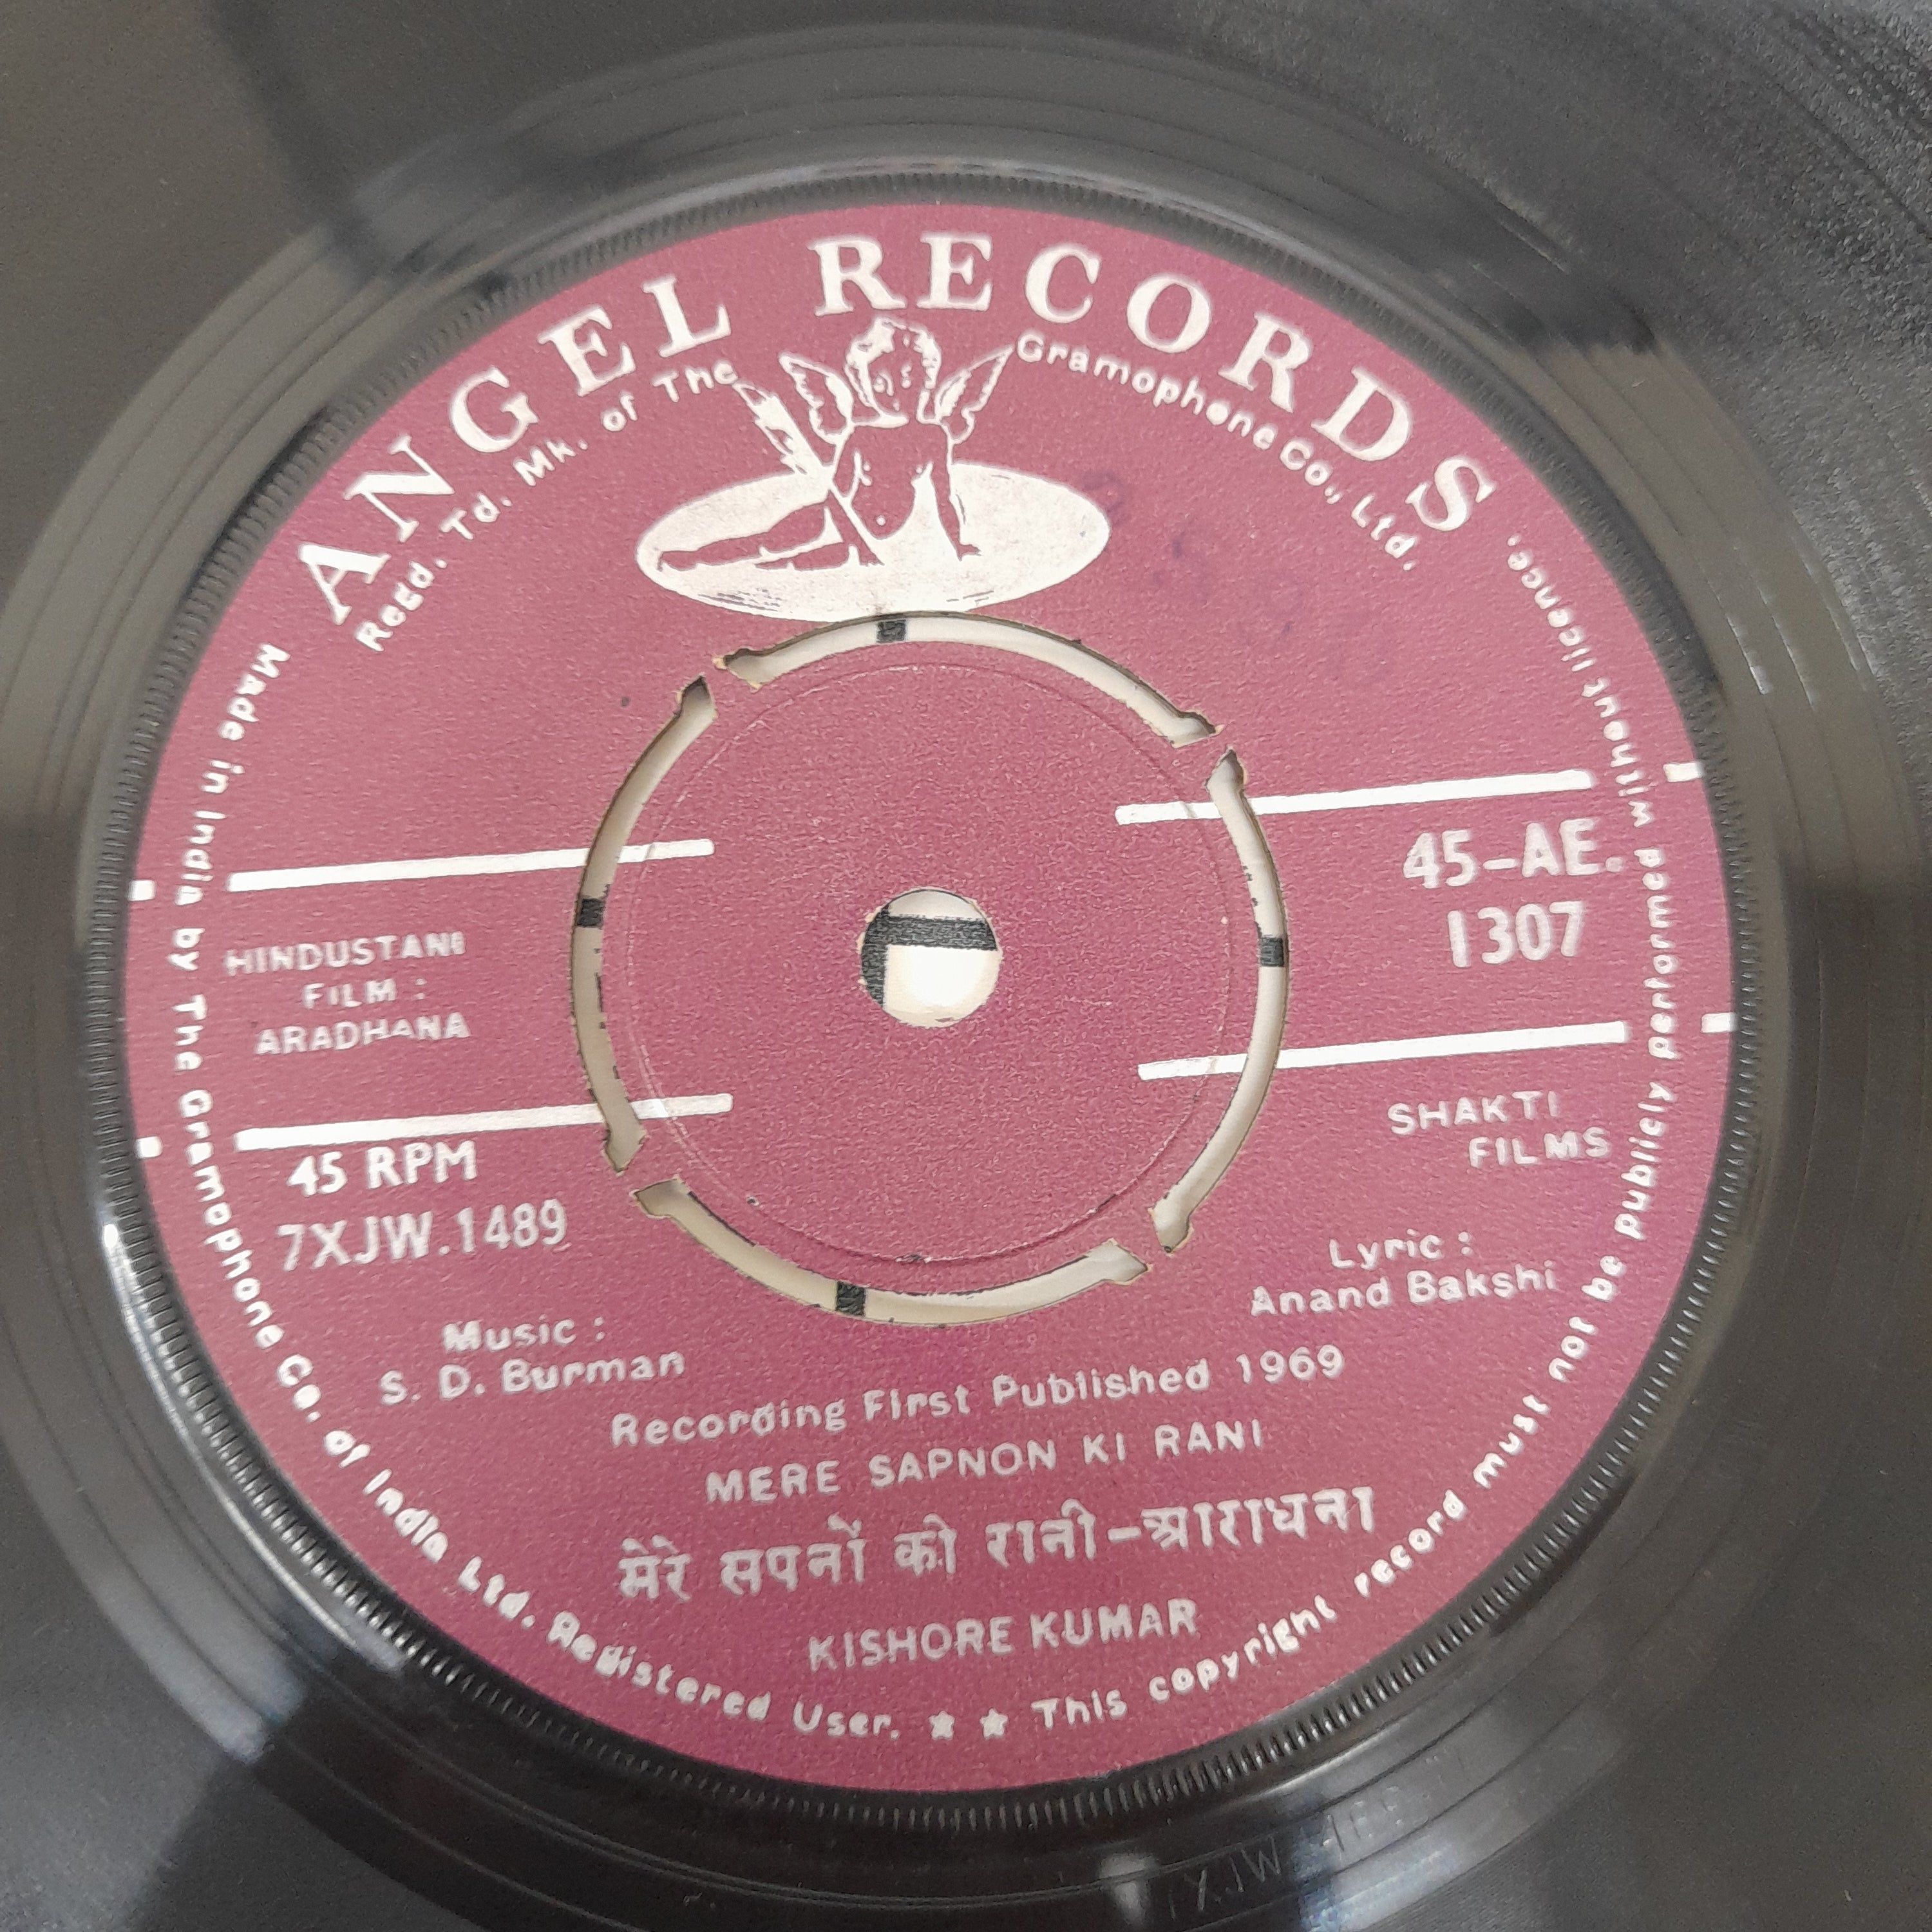 ANGEL RECORDS
Regd. Td. Mk. of The Gramophone Co., Ltd.
45-AE.
1307
HINDUSTANI
FILM :
ARADHANA
SHAKTI
FILMS
45 RPM
7XJW.1489
Lyric :
Anand Bakshi
Music :
S. D. Burman
Recording First Published 1969
MERE SAPNON KI RANI
मेरे सपनों की रानी-आराधना
KISHORE KUMAR
Made in India by The Gramophone Co. of India Ltd. Registered User. ★ ★ This copyright record must not be publicly performed without licence.